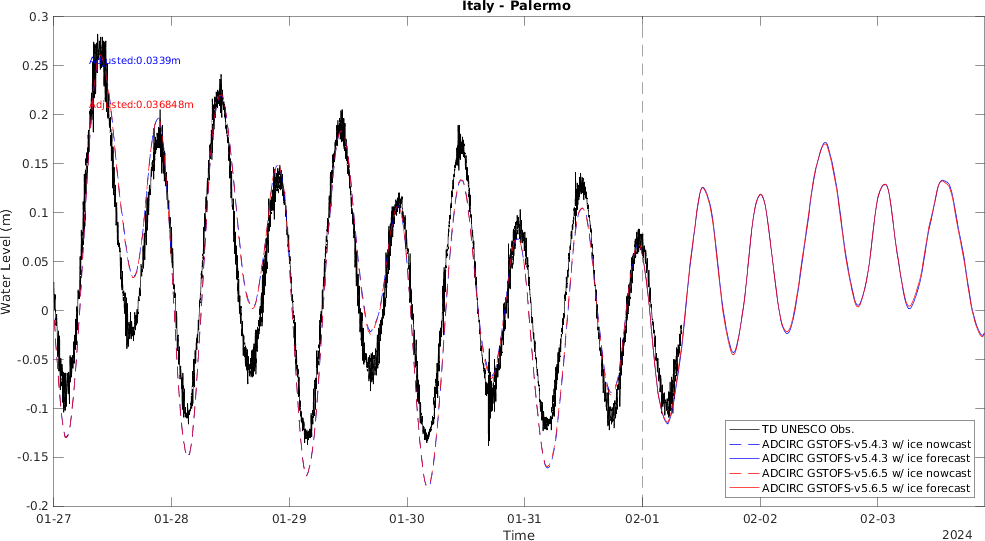 Italy - Palermo
0.3
0.25
0.2
0.15
0.1
0.05
0
-0.05
-0.1
-0.15
-0.2
Water Level (m)
Adjusted:0.0339m
Adjusted:0.036848m
TD UNESCO Obs.
ADCIRC GSTOFS-v5.4.3 w/ ice nowcast
ADCIRC GSTOFS-v5.4.3 w/ ice forecast
ADCIRC GSTOFS-v5.6.5 w/ ice nowcast
ADCIRC GSTOFS-v5.6.5 w/ ice forecast
01-27 01-28 01-29 01-30 01-31 02-01 02-02 02-03
Time
2024